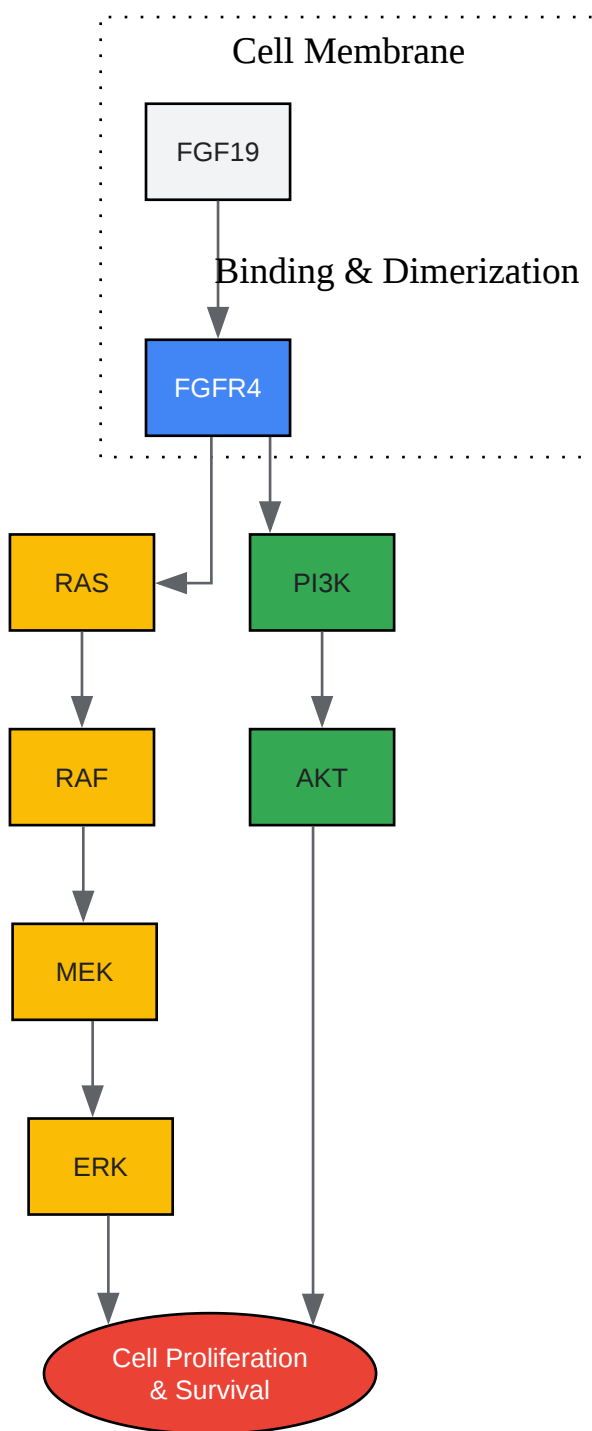 Cell Membrane
FGF19
Binding & Dimerization
FGFR4
RAS
PI3K
RAF
AKT
MEK
ERK
Cell Proliferation
& Survival